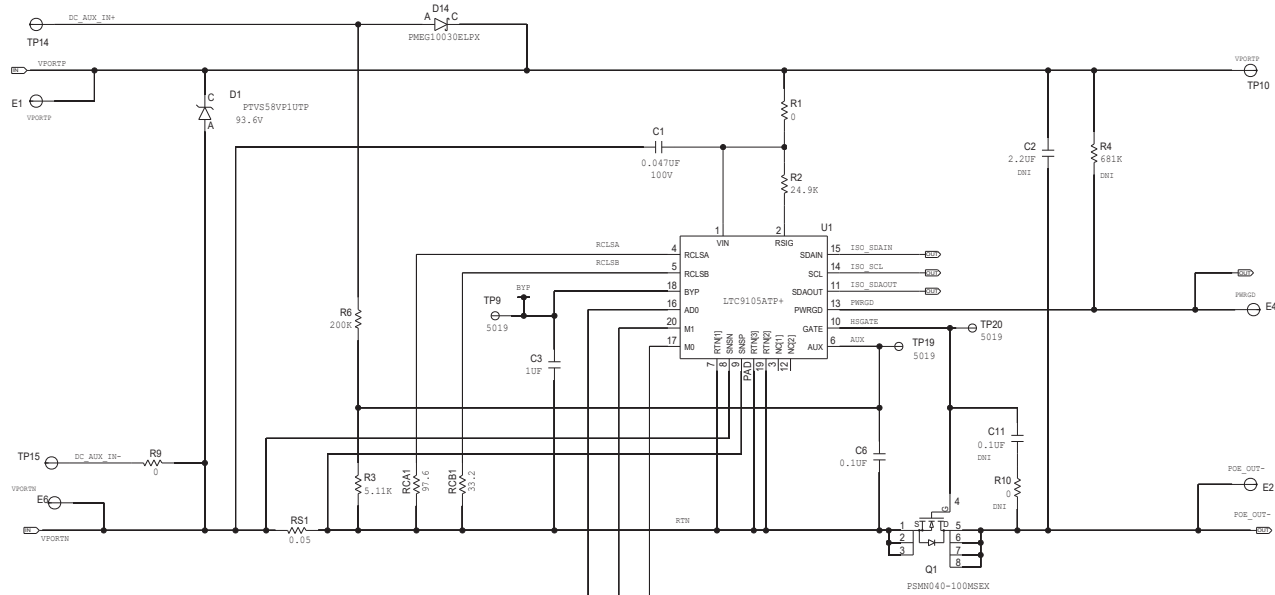 D14
DC_AUX_IN+
A
C
TP14
PMEG10030ELPX
IN
VPORTP
VPORTP
TP10
E1
VPORTP
C
D1
PTVS58VP1UTP
93.6V
A
R1
0
C1
0.047UF
100V
R2
24.9K
C2
2.2UF
DNI
R4
681K
DNI
U1
1
2
VIN
RSIG
RCLSA
4
RCLSA
SDAIN
15
ISO_SDAIN
OUT
RCLSB
5
RCLSB
SCL
14
ISO_SCL
OUT
BYP
18
BYP
SDAOUT
11
ISO_SDAOUT
OUT
OUT
TP9
5019
16
AD0
LTC9105ATP+
PWRGD
13
PWRGD
PWRGD
E4
20
M1
GATE
10
HSGATE
TP20
5019
17
M0
AUX
6
AUX
TP19
5019
RTN[1]
SNSN
SNSP
RTN[3]
RTN[2]
NC[1]
NC[2]
7
8
9
PAD
19
3
12
R6
200K
C3
1UF
C11
0.1UF
DNI
C6
0.1UF
TP15
DC_AUX_IN-
R9
0
R3
5.11K
RCA1
97.6
RCB1
33.2
R10
0
DNI
POE_OUT-
E2
VPORTN
E6
4
G
IN
VPORTN
RS1
0.05
RTN
1
S
D
5
POE_OUT-
OUT
2
6
3
7
8
Q1
PSMN040-100MSEX